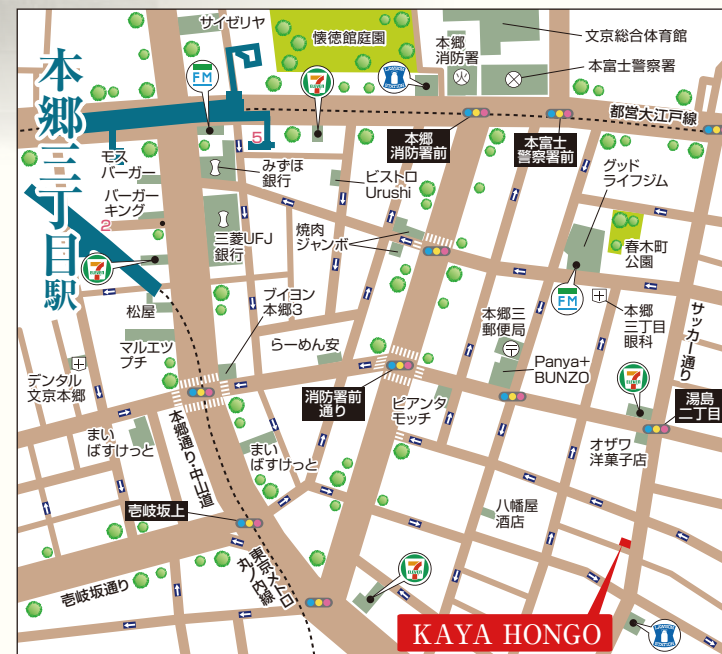 サイゼリヤ
懐徳館庭園
本郷
消防署
文京総合体育館
本富士警察署
FM
7
ELEVEN
LAWSON
STATION
都営大江戸線
本郷三丁目駅
5
本郷
消防署前
本富士
警察署前
モス
バーガー
みずほ
銀行
ビストロ
Urushi
グッド
ライフジム
バーガー
キング
2
三菱UFJ
銀行
焼肉
ジャンボ
春木町
公園
7
ELEVEN
FM
松屋
ブイヨン
本郷3
本郷三
郵便局
本郷
三丁目
眼科
サッカー通り
マルエツ
プチ
らーめん安
Panya+
BUNZO
7
ELEVEN
デンタル
文京本郷
消防署前
通り
ピアンタ
モッチ
湯島
二丁目
本郷通り・中山道
まい
ばすけっと
まい
ばすけっと
オザワ
洋菓子店
壱岐坂上
八幡屋
酒店
壱岐坂通り
東京メトロ
丸ノ内線
7
ELEVEN
KAYA HONGO